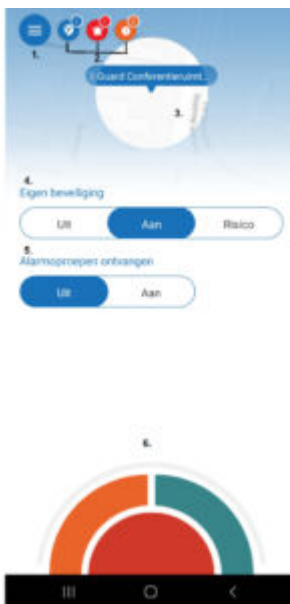 1.
2.
Guard Conferentieruimt...
3.
4.
Eigen beveiliging
Uit Aan Risico
5.
Alarmoproepen ontvangen
Uit Aan
6.